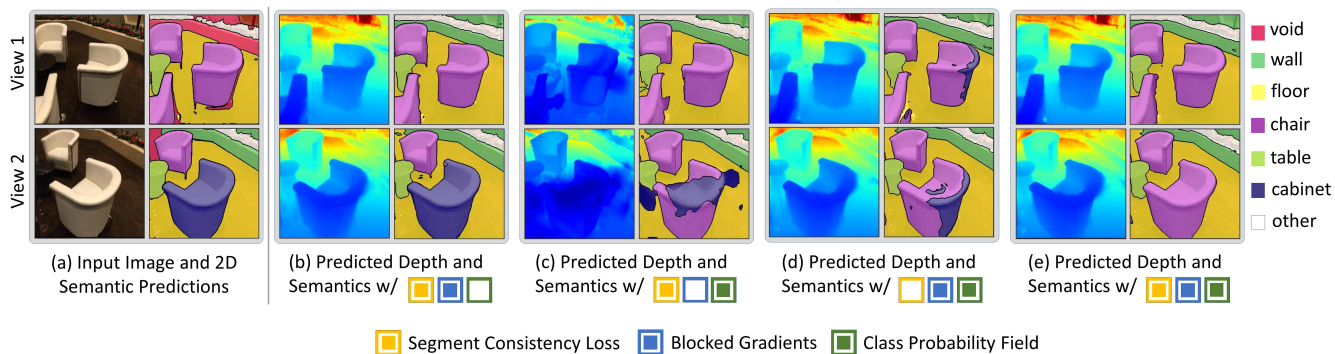 View 1
View 2
void
wall
floor
chair
table
cabinet
other
(a) Input Image and 2D
Semantic Predictions
(b) Predicted Depth and
Semantics w/
(c) Predicted Depth and
Semantics w/
(d) Predicted Depth and
Semantics w/
(e) Predicted Depth and
Semantics w/
Segment Consistency Loss Blocked Gradients Class Probability Field